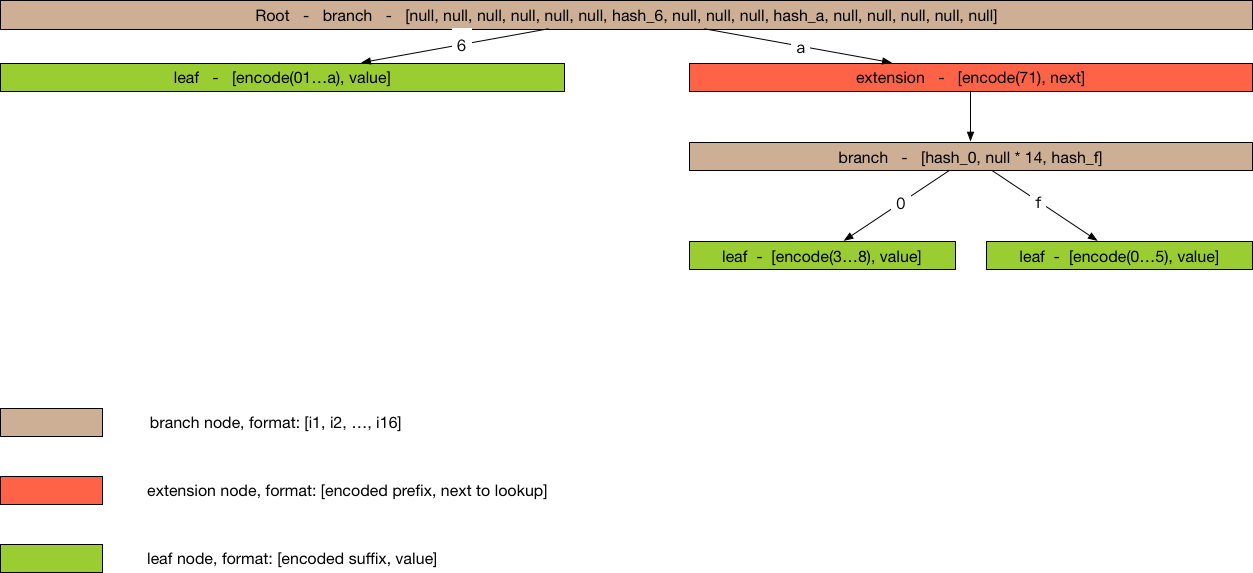 Root - branch - [null, null, null, null, null, null, hash_6, null, null, null, hash_a, null, null, null, null, null]
6
a
leaf - [encode(01…a), value]
extension - [encode(71), next]
branch - [hash_0, null * 14, hash_f]
0
f
leaf - [encode(3…8), value]
leaf - [encode(0…5), value]
branch node, format: [i1, i2, …, i16]
extension node, format: [encoded prefix, next to lookup]
leaf node, format: [encoded suffix, value]